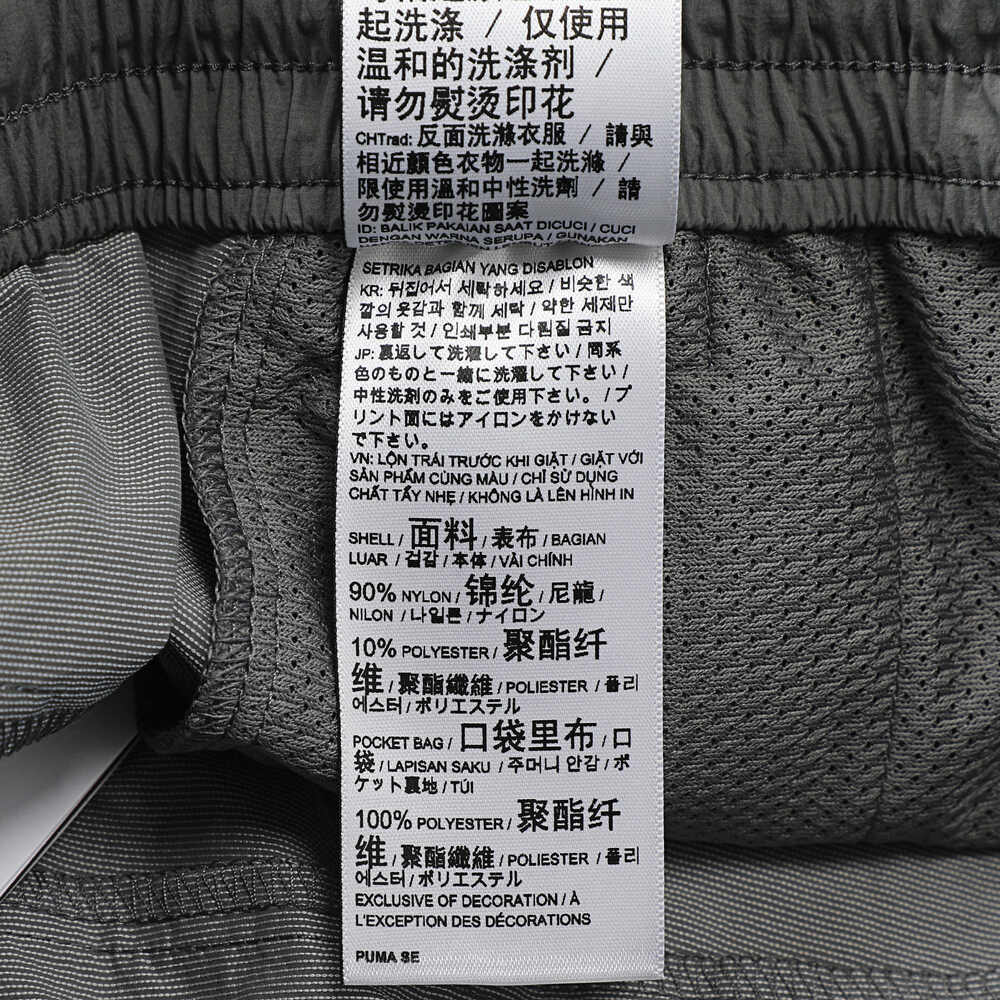 起洗涤 / 仅使用
温和的洗涤剂 /
请勿熨烫印花
CHTrad: 反面洗滌衣服 / 請與
相近顏色衣物一起洗滌 /
限使用溫和中性洗劑 / 請
勿熨燙印花圖案
ID: BALIK PAKAIAN SAAT DICUCI / CUCI
DENGAN WARNA SERUPA / GUNAKAN
SETRIKA BAGIAN YANG DISABLON
KR: 뒤집어서 세탁하세요 / 비슷한 색
깔의 옷감과 함께 세탁 / 약한 세제만
사용할 것 / 인쇄부분 다림질 금지
JP: 裏返して洗濯して下さい / 同系
色のものと一緒に洗濯して下さい /
中性洗剤のみをご使用下さい。 / プ
リント面にはアイロンをかけない
で下さい。
VN: LỘN TRÁI TRƯỚC KHI GIẶT / GIẶT VỚI
SẢN PHẨM CÙNG MÀU / CHỈ SỬ DỤNG
CHẤT TẨY NHẸ / KHÔNG LÀ LÊN HÌNH IN
SHELL / 面料 / 表布 / BAGIAN
LUAR / 겉감 / 本体 / VẢI CHÍNH
90% NYLON / 锦纶 / 尼龍 /
NILON / 나일론 / ナイロン
10% POLYESTER / 聚酯纤
维 / 聚酯纖維 / POLIESTER / 폴리
에스터 / ポリエステル
POCKET BAG / 口袋里布 / 口
袋 / LAPISAN SAKU / 주머니 안감 / ポ
ケット裏地 / TÚI
100% POLYESTER / 聚酯纤
维 / 聚酯纖維 / POLIESTER / 폴리
에스터 / ポリエステル
EXCLUSIVE OF DECORATION / À
L'EXCEPTION DES DÉCORATIONS
PUMA SE